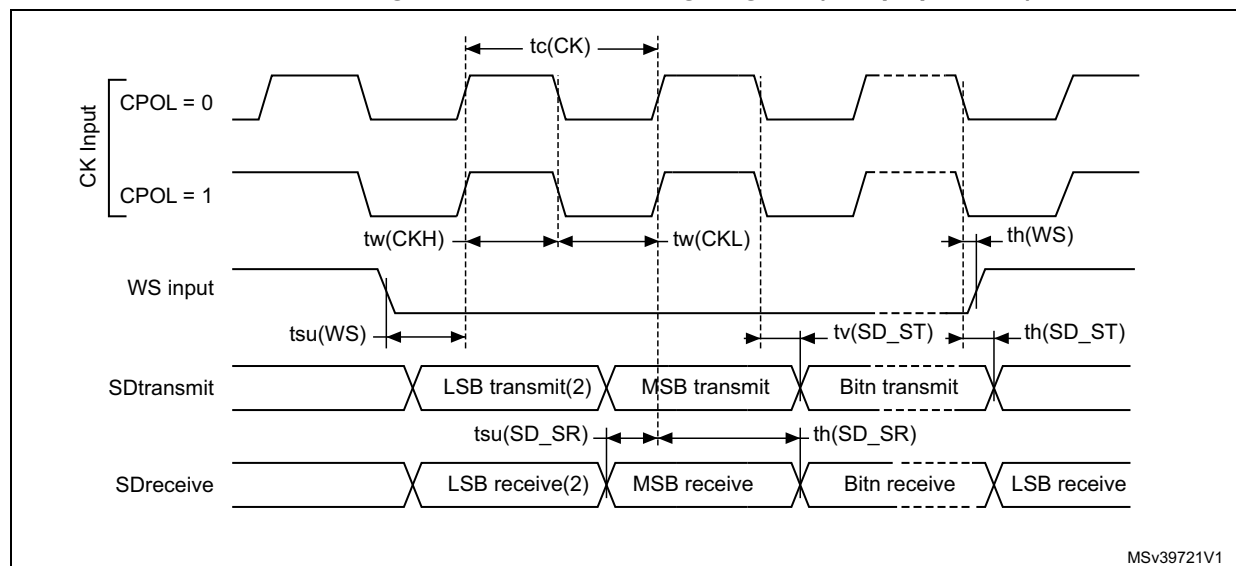 tc(CK)
CK Input
CPOL = 0
CPOL = 1
tw(CKH)
tw(CKL)
th(WS)
WS input
tsu(WS)
tv(SD_ST)
th(SD_ST)
SDtransmit
LSB transmit(2)
MSB transmit
Bitn transmit
tsu(SD_SR)
th(SD_SR)
SDreceive
LSB receive(2)
MSB receive
Bitn receive
LSB receive
MSv39721V1